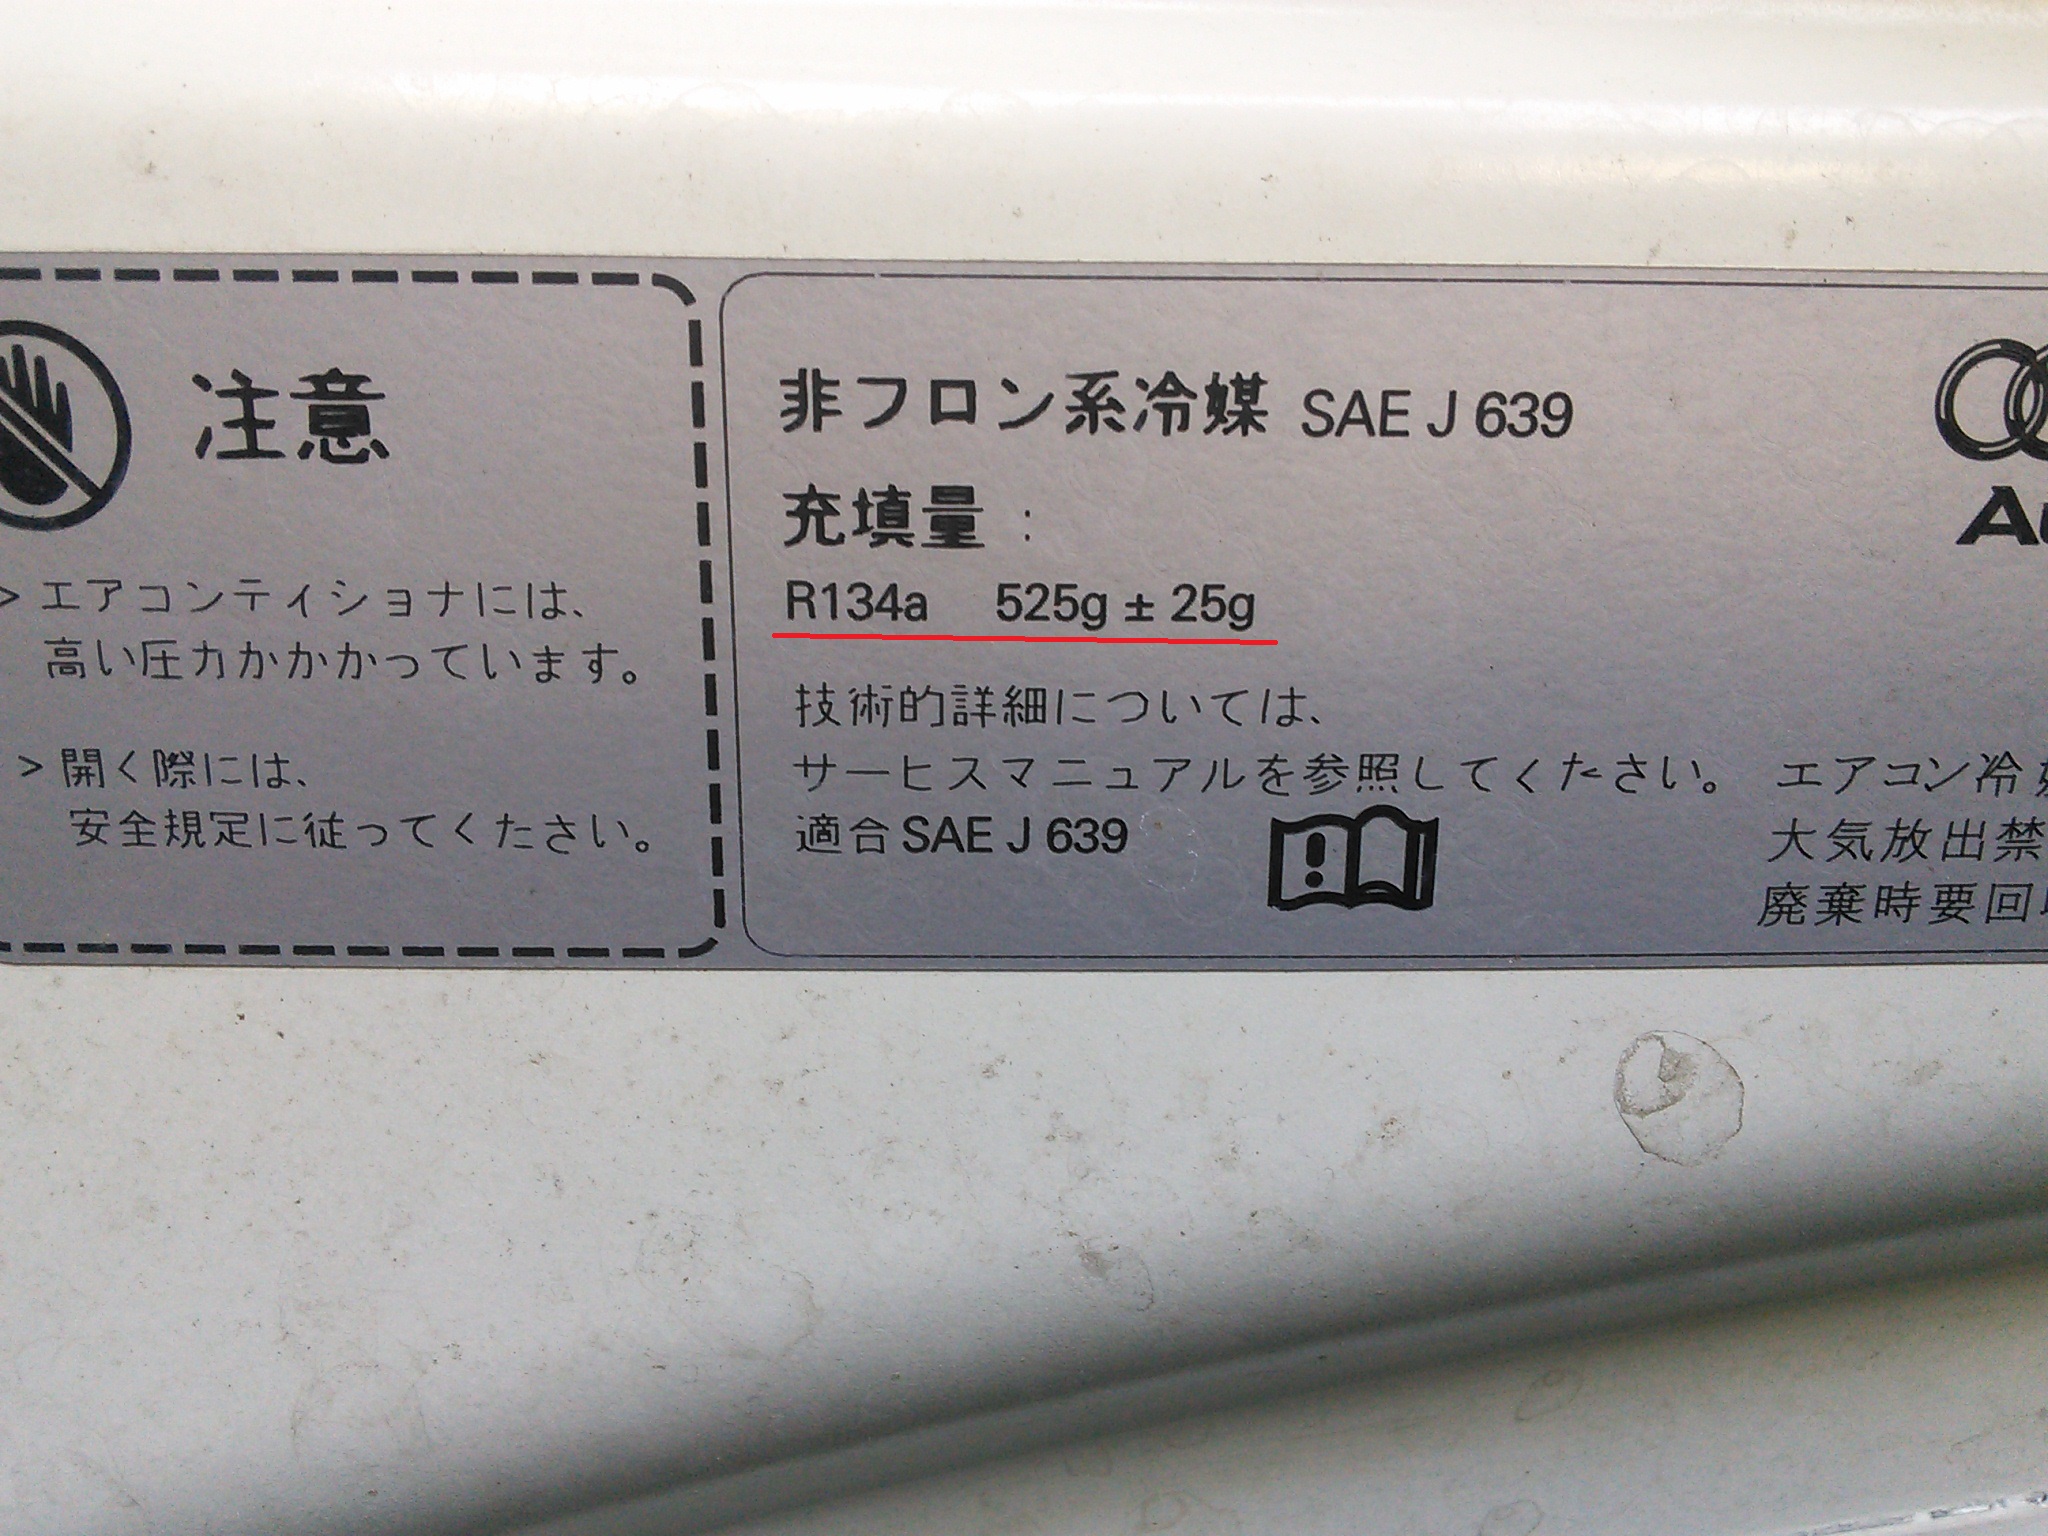 注意
> エアコンディショナには、
高い圧力がかかっています。
> 開く際には、
安全規定に従ってください。
非フロン系冷媒 SAE J 639
充填量 :
R134a 525g ± 25g
技術的詳細については、
サービスマニュアルを参照してください。
適合 SAE J 639
エアコン冷
大気放出禁
廃棄時要回